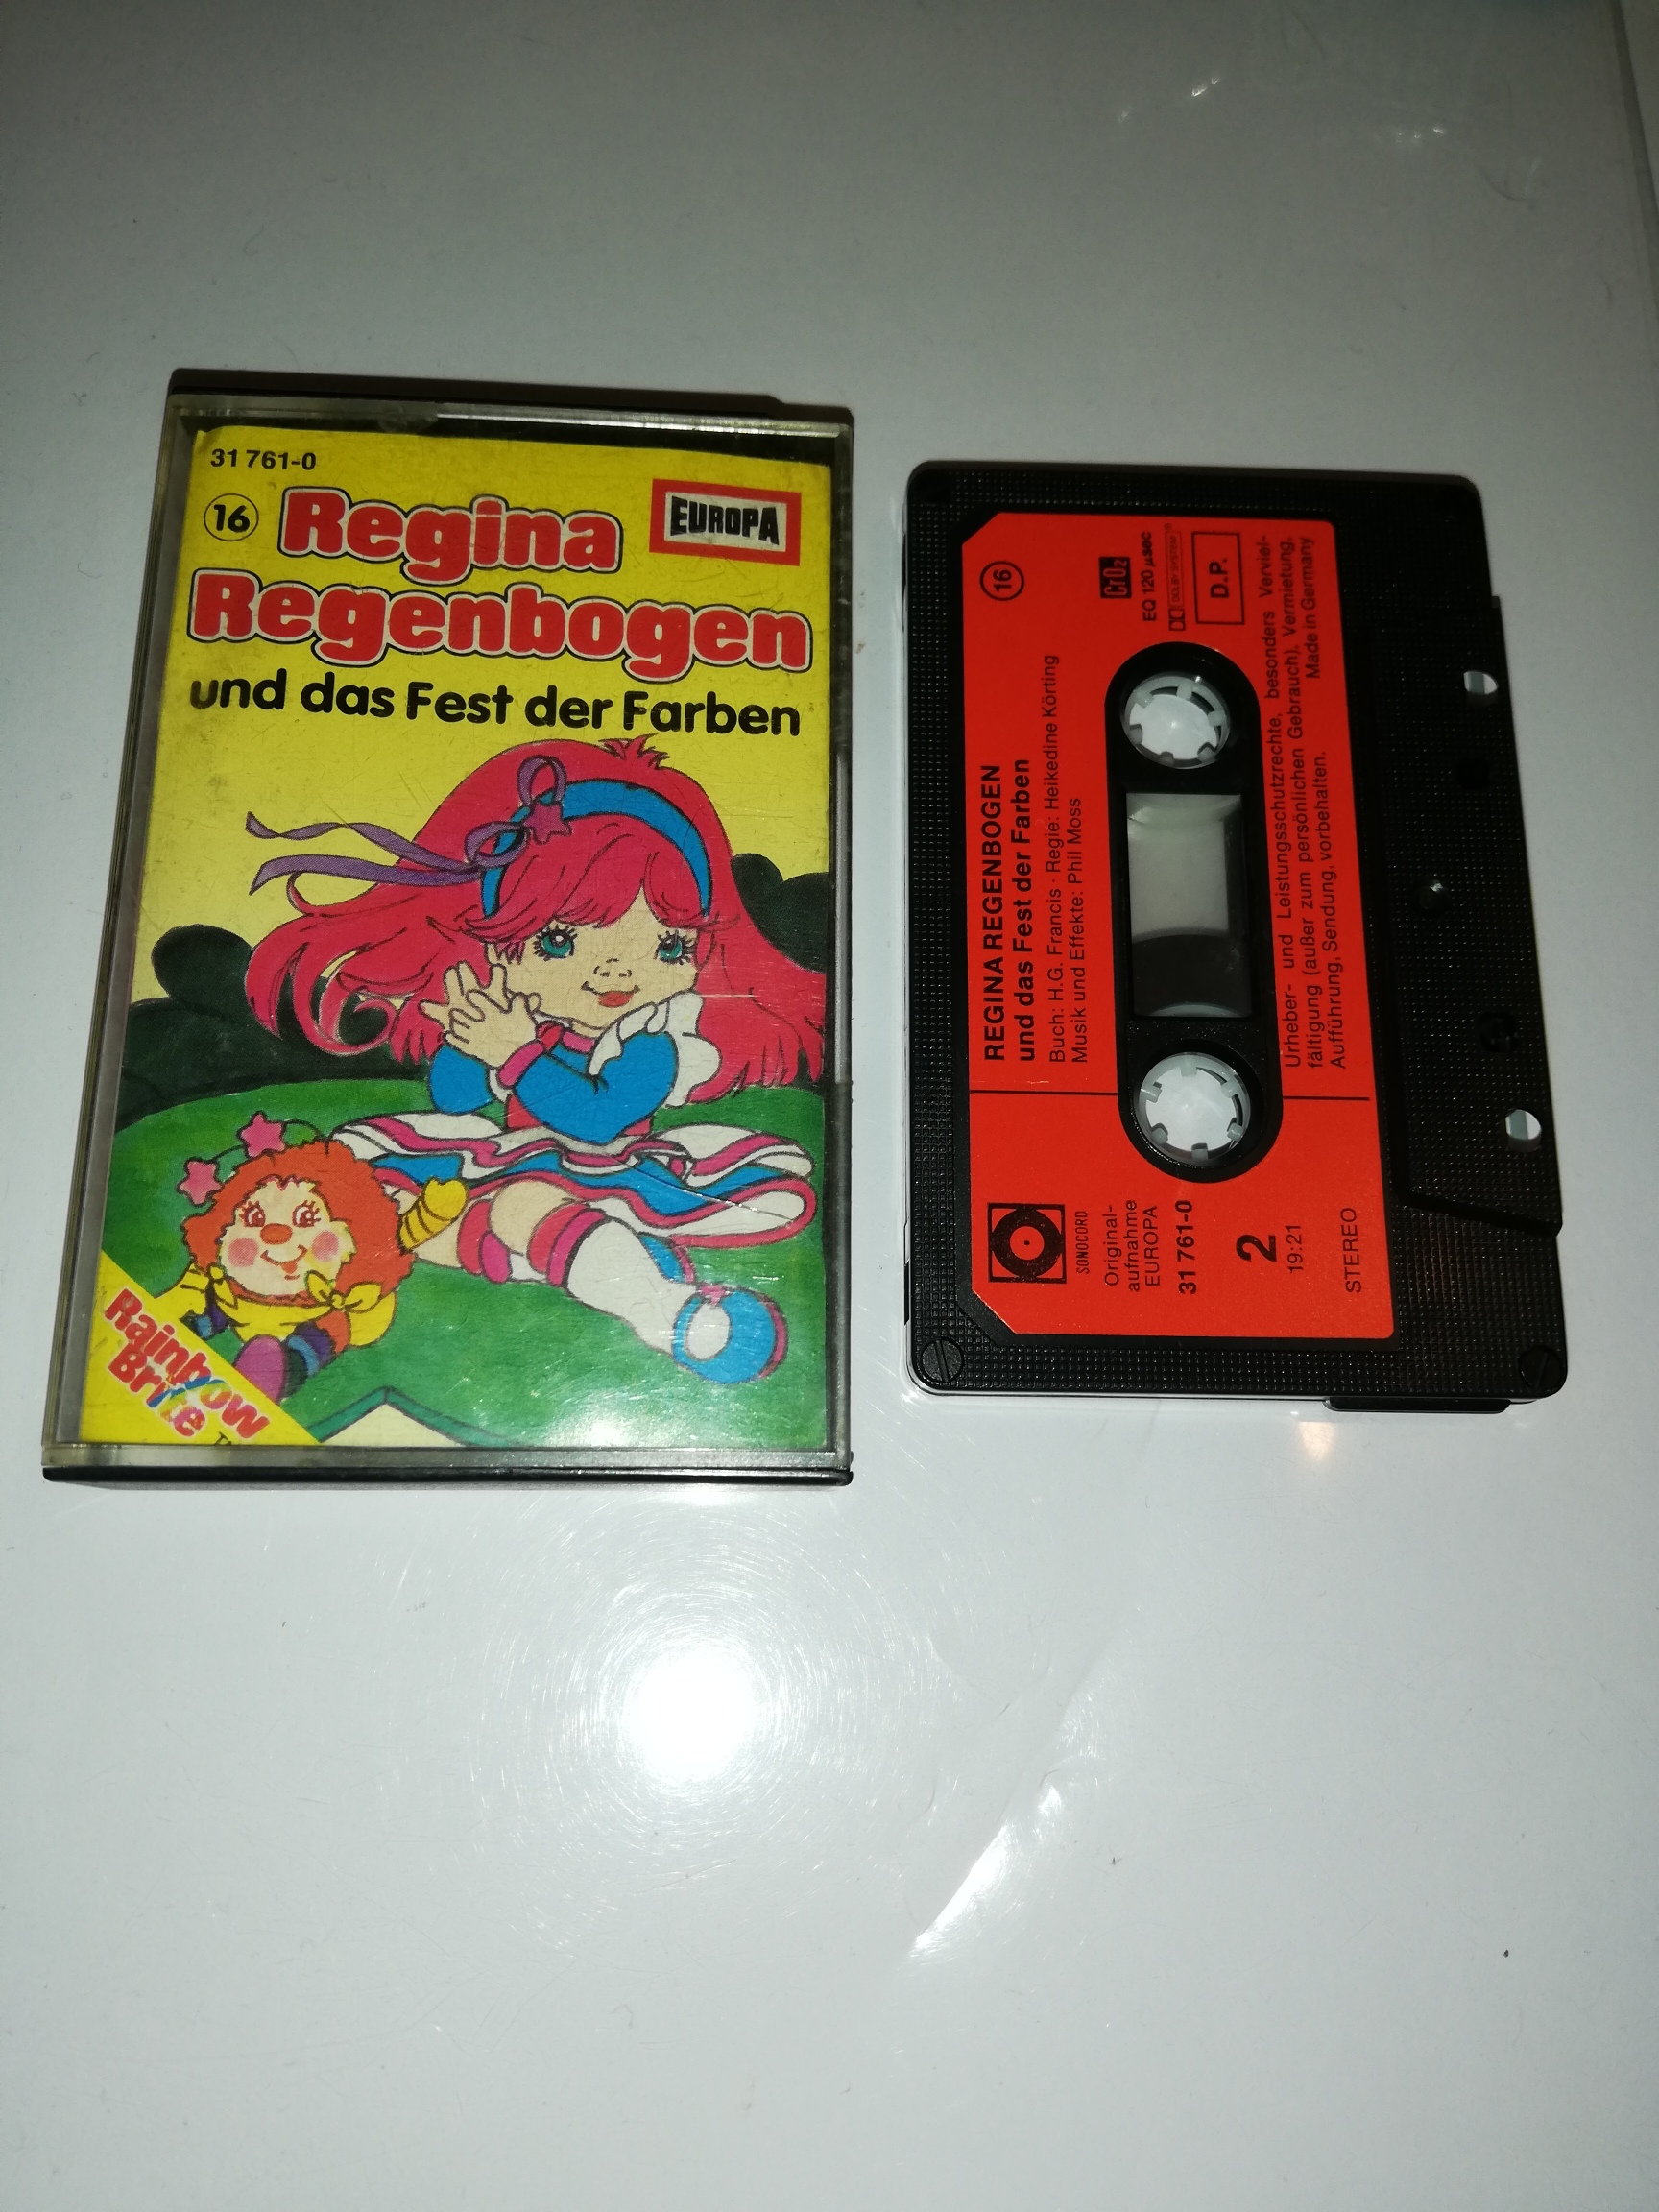 31 761-0
16
Regina
EUROPA
Regenbogen
und das Fest der Farben
Rainbow
Brite
16
CrO2
EQ 120 µsec
DOLBY SYSTEM
D.P.
REGINA REGENBOGEN
und das Fest der Farben
Buch: H.G. Francis · Regie: Heikedine Körting
Musik und Effekte: Phil Moss
Urheber- und Leistungsschutzrechte, besonders Verviel-
fältigung (außer zum persönlichen Gebrauch), Vermietung,
Aufführung, Sendung, vorbehalten.
Made in Germany
SONOCORD
Original-
aufnahme
EUROPA
31 761-0
2
19:21
STEREO